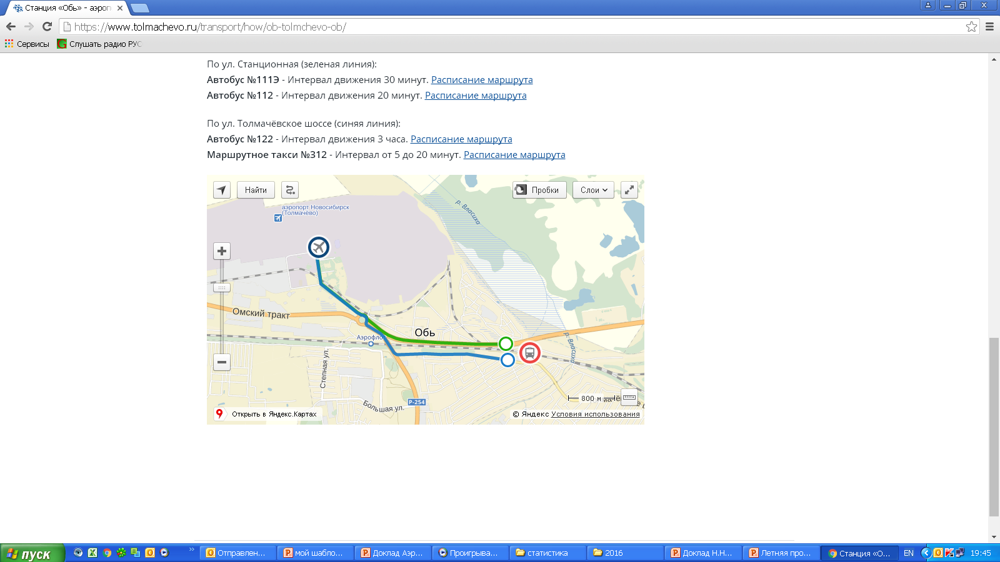 Станция «Обь» - аэроп
https://www.tolmachevo.ru/transport/how/ob-tolmchevo-ob/
Сервисы
Слушать радио РУС
По ул. Станционная (зеленая линия):
Автобус №111Э - Интервал движения 30 минут. Расписание маршрута
Автобус №112 - Интервал движения 20 минут. Расписание маршрута
По ул. Толмачёвское шоссе (синяя линия):
Автобус №122 - Интервал движения 3 часа. Расписание маршрута
Маршрутное такси №312 - Интервал от 5 до 20 минут. Расписание маршрута
Найти
Пробки
Слои
аэропорт Новосибирск
(Толмачёво)
р. Власиха
Омский тракт
Обь
Аэрофло
р. Власиха
Степная ул.
Большая ул.
Р-254
800 м
Открыть в Яндекс.Картах
© Яндекс Условия использования
пуск
Отправлен...
мой шабло...
Доклад Аэр...
Проигрыва...
статистика
2016
Доклад Н.Н...
Летняя про...
Станция «О...
EN
19:45